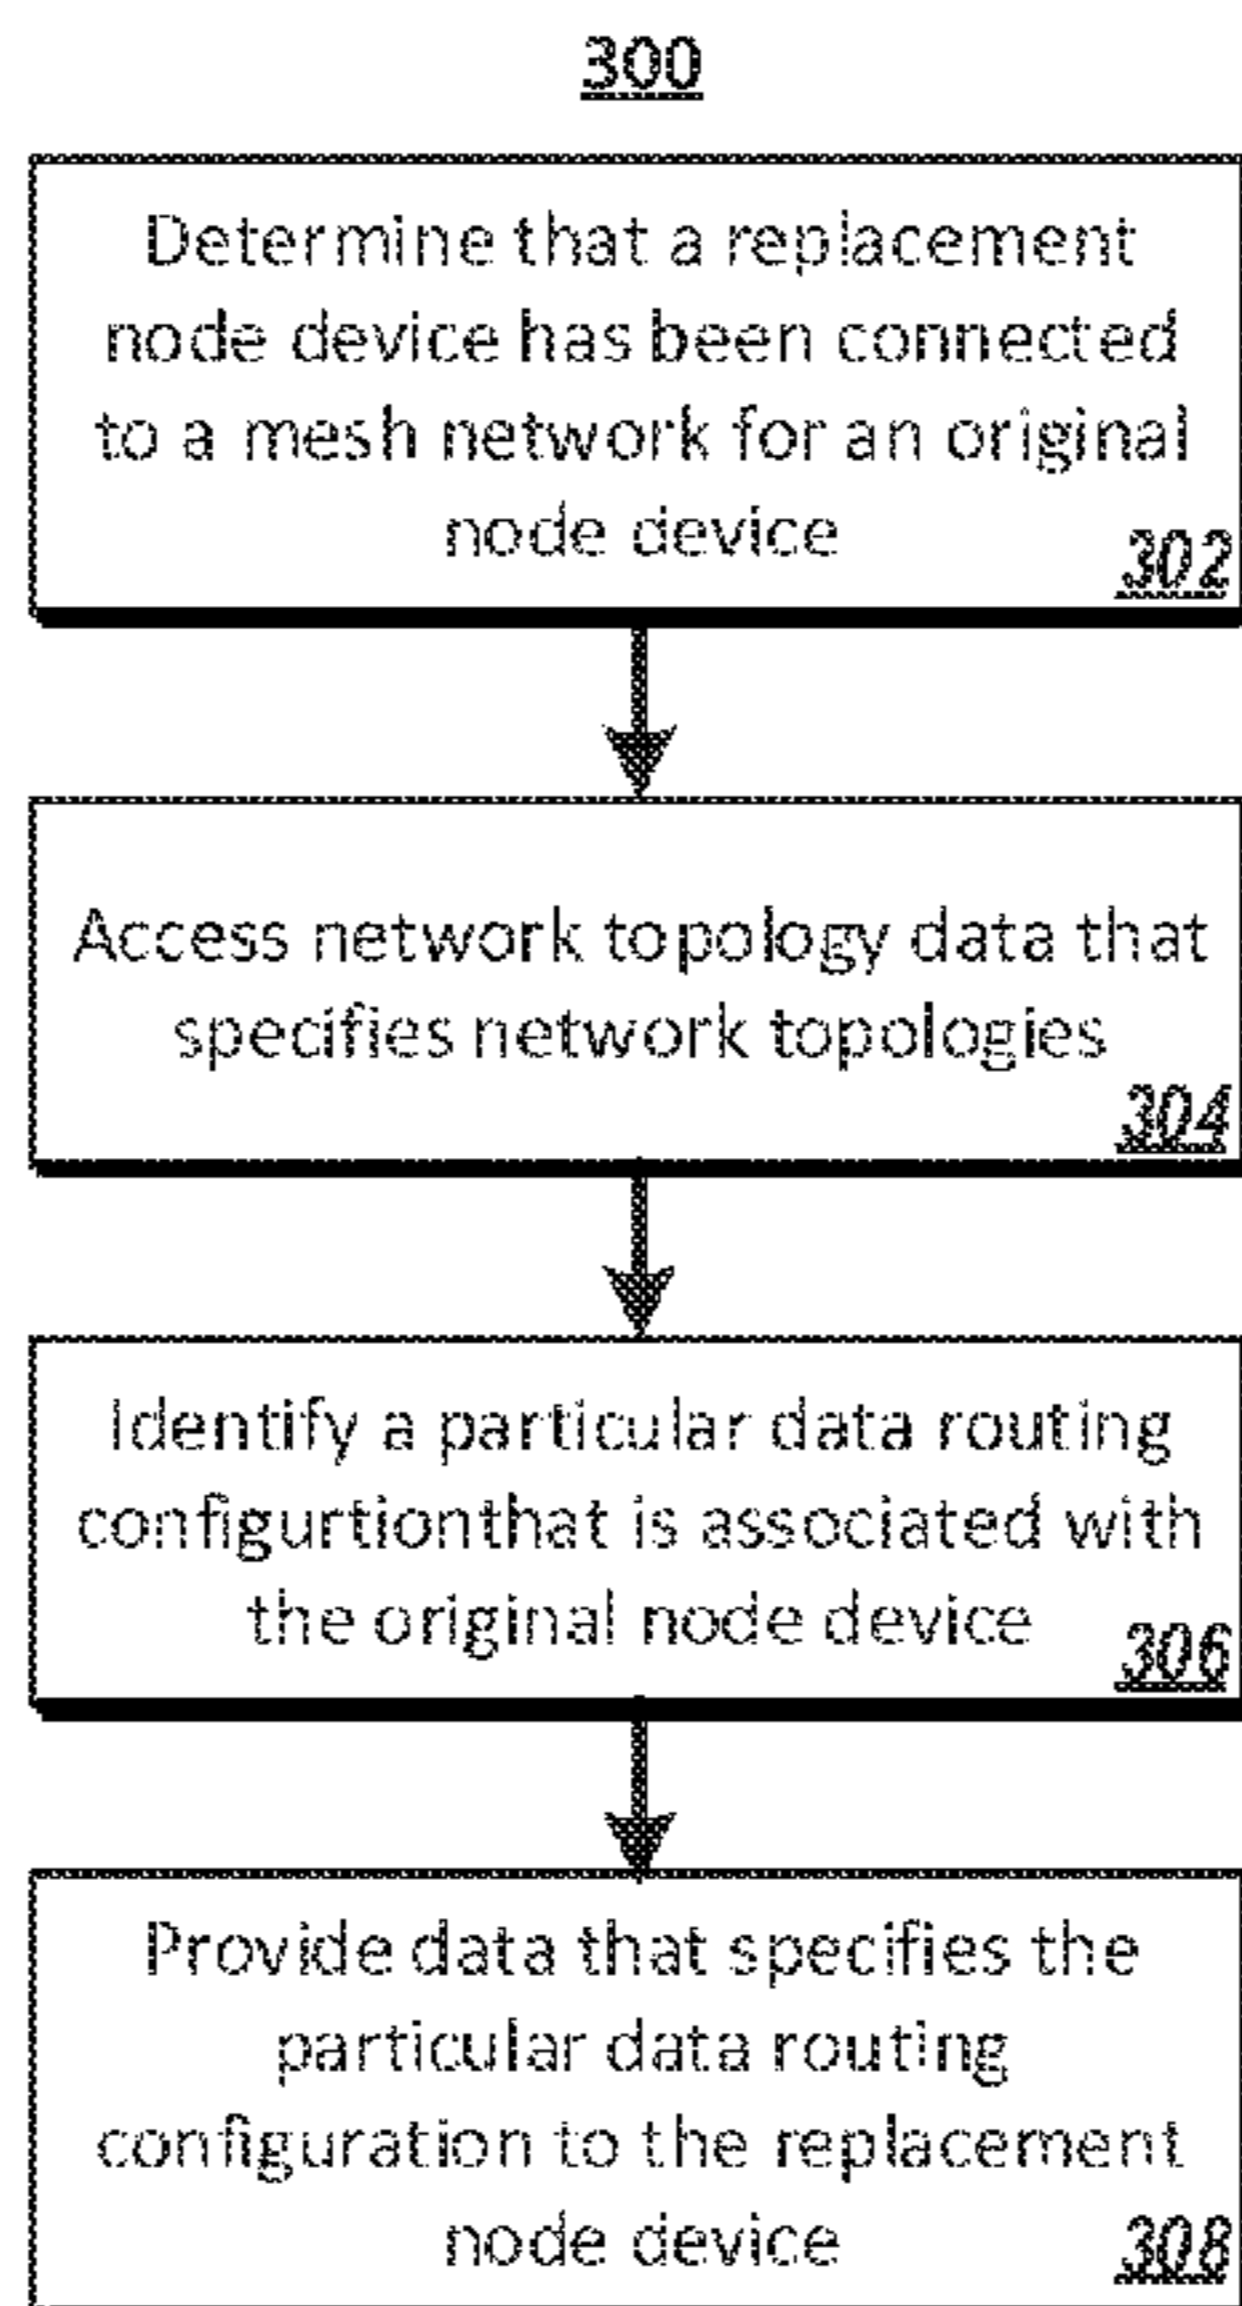 300
Determine that a replacement
node device has been connected
to a mesh network for an original
node device
302
Access network topology data that
specifies network topologies
304
Identify a particular data routing
configurtionthat is associated with
the original node device
306
Provide data that specifies the
particular data routing
configuration to the replacement
node device
308